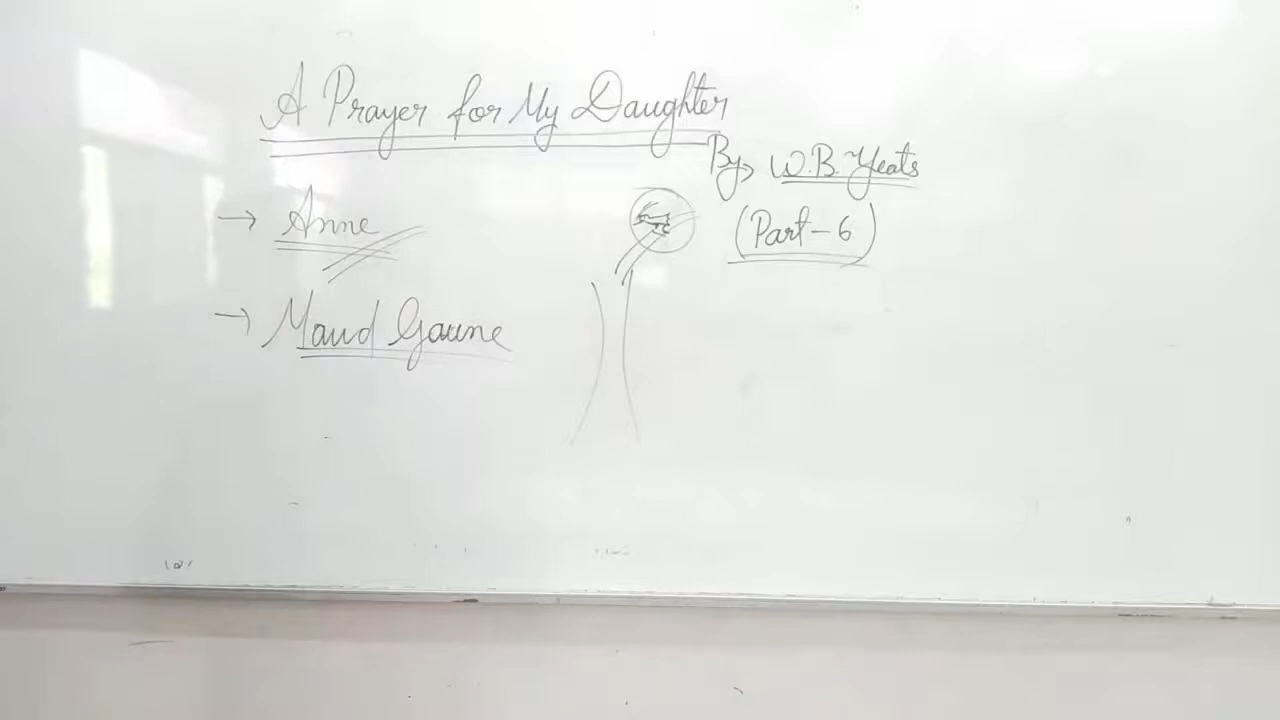 A Prayer for My Daughter
By W.B. Yeats
(Part-6)
→ Anne
→ Maud Gaune